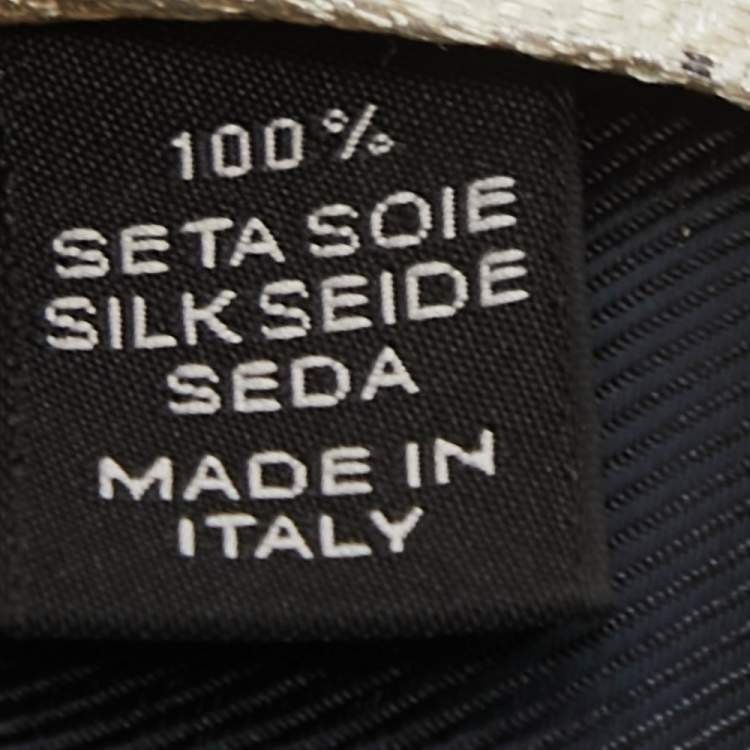 100%
SETA SOIE
SILK SEIDE
SEDA
MADE IN
ITALY